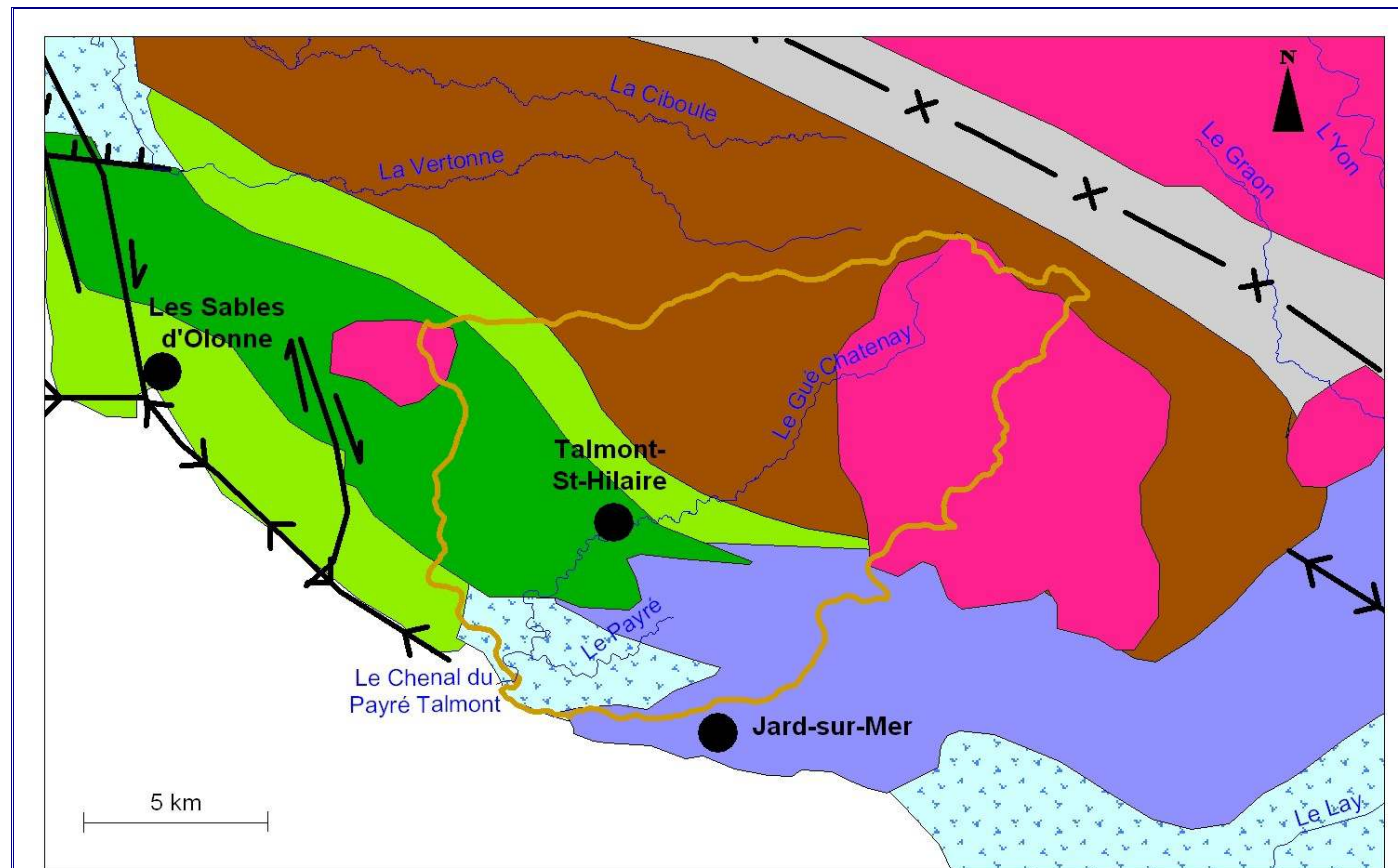 N
La Ciboule
L'Yon
Le Graon
La Vertonne
Les Sables
d'Olonne
Le Gué Chatenay
Talmont-
St-Hilaire
Le Payré
Le Chenal du
Payré Talmont
Jard-sur-Mer
5 km
Le Lay